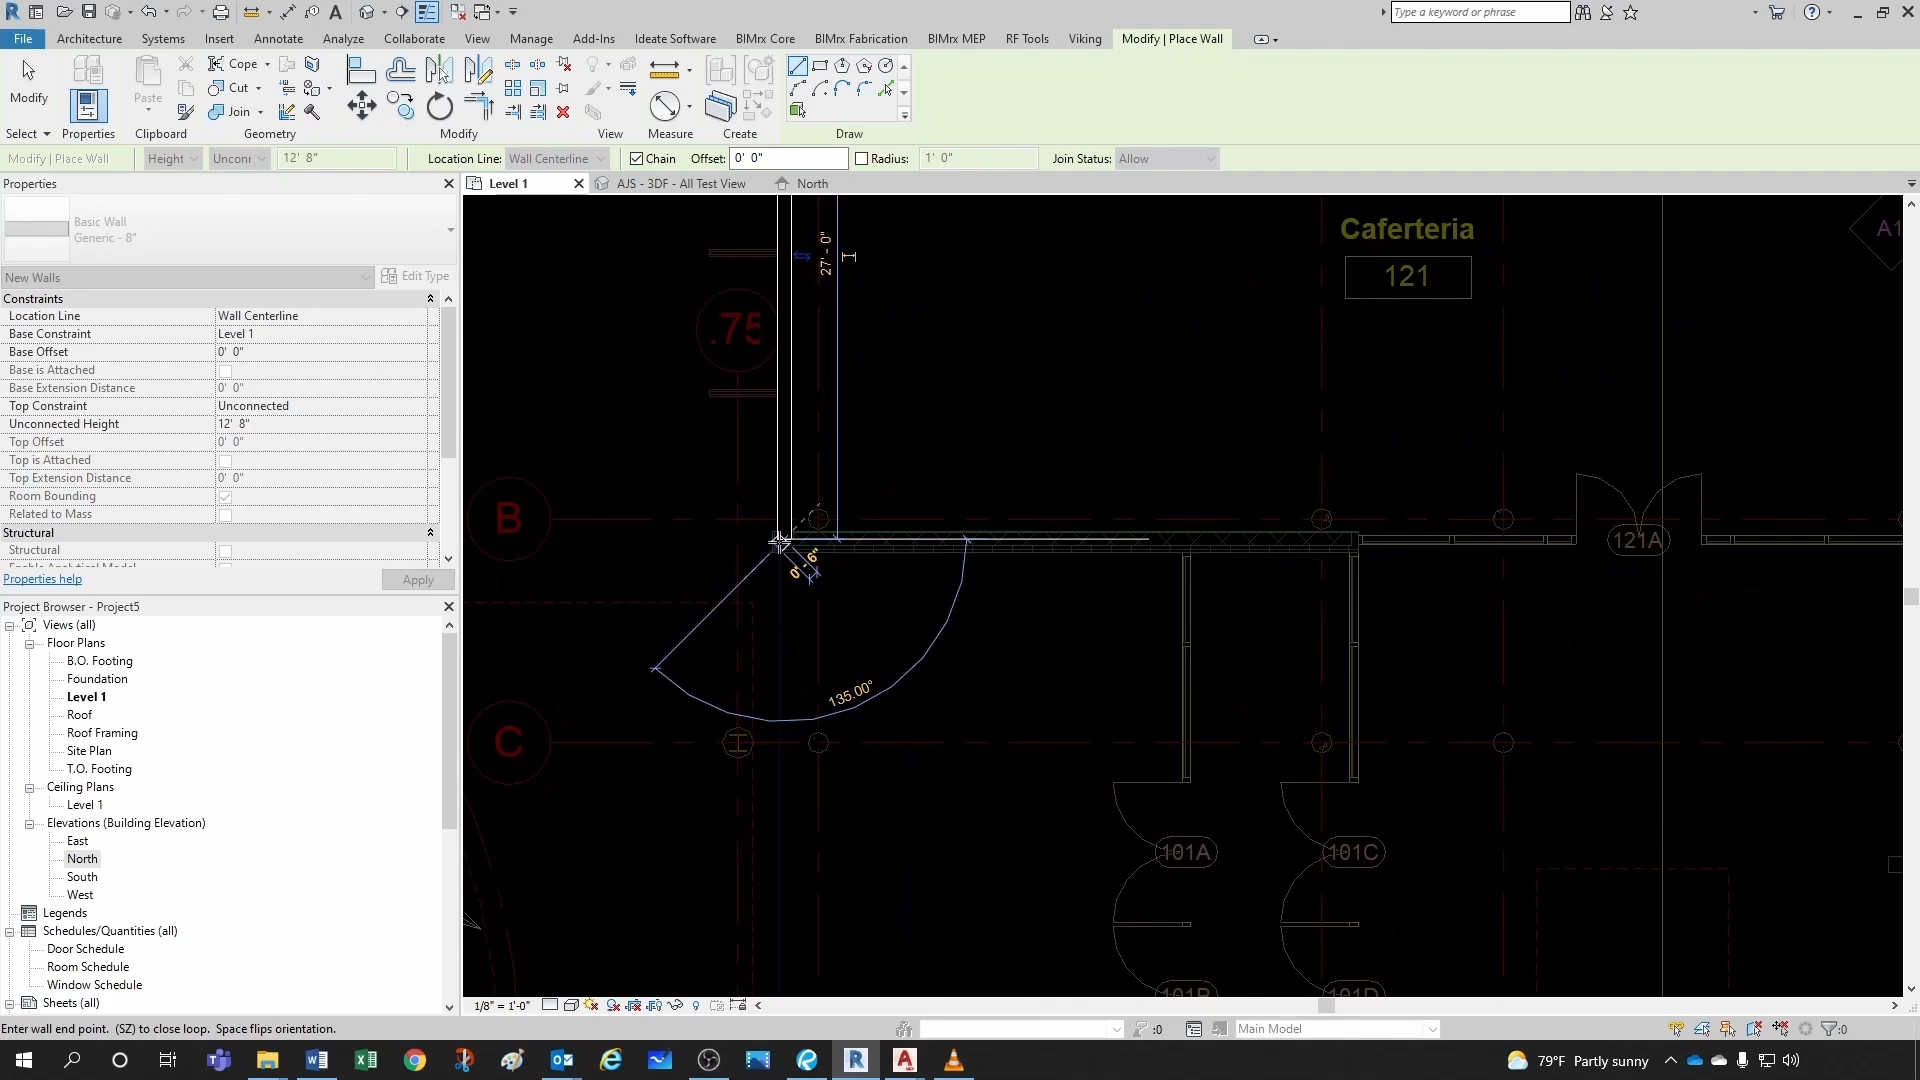 Type a keyword or phrase
File Architecture Systems Insert Annotate Analyze Collaborate View Manage Add-Ins Ideate Software BIMrx Core BIMrx Fabrication BIMrx MEP RF Tools Viking Modify | Place Wall
Modify
Paste
Cope
Cut
Join
Select Properties Clipboard Geometry Modify View Measure Create Draw
Modify | Place Wall Height Unconr 12' 8" Location Line: Wall Centerline Chain Offset: 0' 0" Radius: 1' 0" Join Status: Allow
Properties
Basic Wall
Generic - 8"
New Walls Edit Type
Constraints
Location Line Wall Centerline
Base Constraint Level 1
Base Offset 0' 0"
Base is Attached
Base Extension Distance 0' 0"
Top Constraint Unconnected
Unconnected Height 12' 8"
Top Offset 0' 0"
Top is Attached
Top Extension Distance 0' 0"
Room Bounding
Related to Mass
Structural
Structural
Properties help Apply
Project Browser - Project5
Views (all)
Floor Plans
B.O. Footing
Foundation
Level 1
Roof
Roof Framing
Site Plan
T.O. Footing
Ceiling Plans
Level 1
Elevations (Building Elevation)
East
North
South
West
Legends
Schedules/Quantities (all)
Door Schedule
Room Schedule
Window Schedule
Sheets (all)
Level 1 AJS - 3DF - All Test View North
27' - 0"
Caferteria
121
A1
.75
B
0' - 6"
121A
135.00°
C
101A
101C
101B
101D
1/8" = 1'-0"
Enter wall end point. (SZ) to close loop. Space flips orientation.
:0
Main Model
:0
79°F Partly sunny